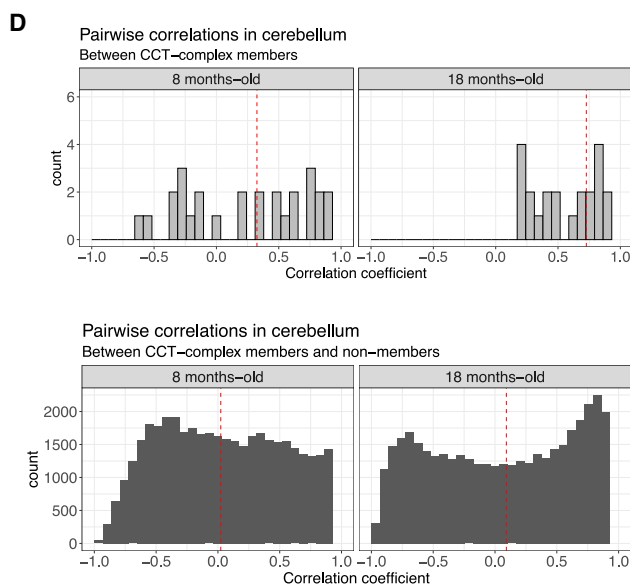 D
Pairwise correlations in cerebellum
Between CCT−complex members
8 months−old 18 months−old
6
4
2
0
count
−1.0 −0.5 0.0 0.5 1.0 −1.0 −0.5 0.0 0.5 1.0
Correlation coefficient
Pairwise correlations in cerebellum
Between CCT−complex members and non−members
8 months−old 18 months−old
2000
1500
1000
500
0
count
−1.0 −0.5 0.0 0.5 1.0 −1.0 −0.5 0.0 0.5 1.0
Correlation coefficient